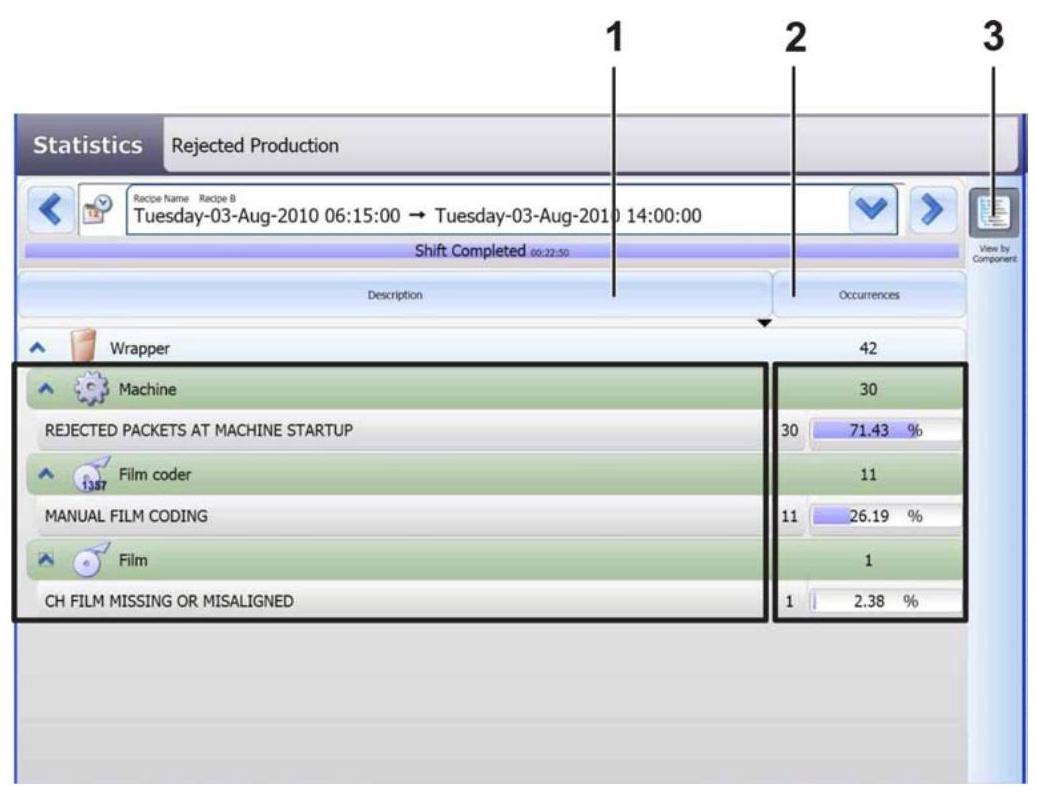 1 2 3
Statistics Rejected Production
Recipe Name Recipe B
Tuesday-03-Aug-2010 06:15:00 → Tuesday-03-Aug-2010 14:00:00
Shift Completed 00:22:50
View by
Component
Description Occurrences
Wrapper 42
Machine 30
REJECTED PACKETS AT MACHINE STARTUP 30 71.43 %
Film coder 11
1387
MANUAL FILM CODING 11 26.19 %
Film 1
CH FILM MISSING OR MISALIGNED 1 2.38 %